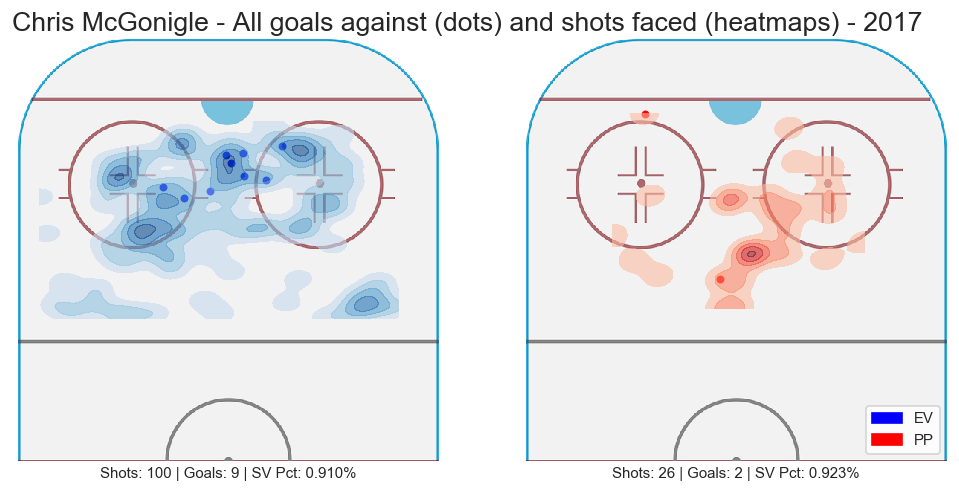 Chris McGonigle - All goals against (dots) and shots faced (heatmaps) - 2017
EV
PP
Shots: 100 | Goals: 9 | SV Pct: 0.910%
Shots: 26 | Goals: 2 | SV Pct: 0.923%